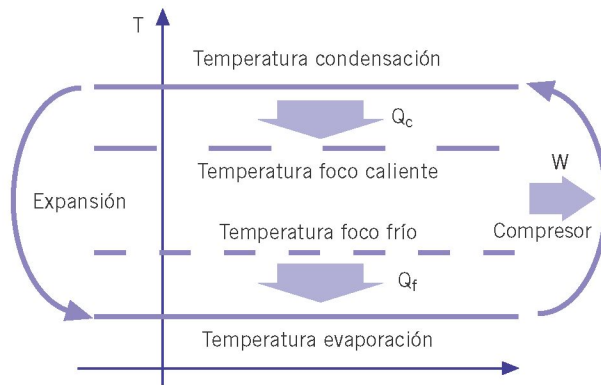 T
Temperatura condensación
Qc
Temperatura foco caliente
W
Expansión
Temperatura foco frío
Compresor
Qf
Temperatura evaporación